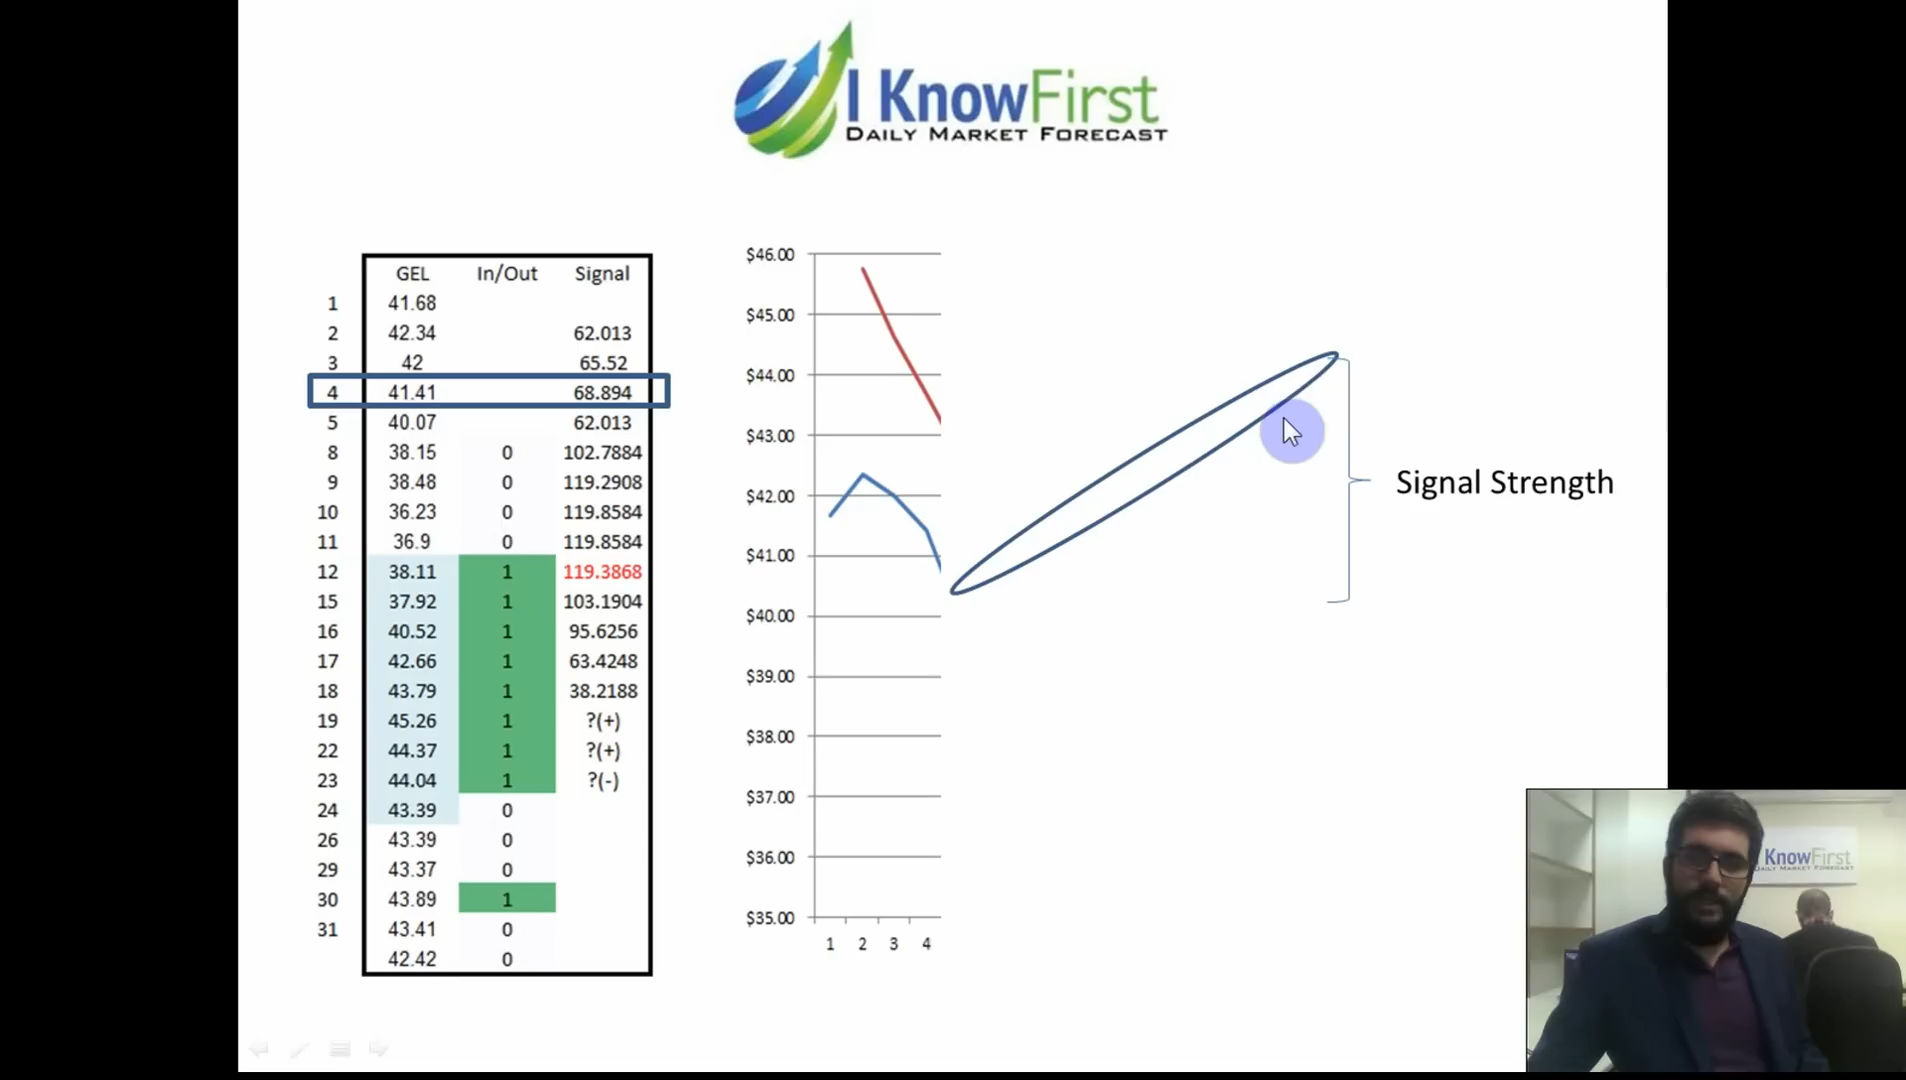 I KnowFirst
DAILY MARKET FORECAST
GEL In/Out Signal
1 41.68
2 42.34 62.013
3 42 65.52
4 41.41 68.894
5 40.07 62.013
8 38.15 0 102.7884
9 38.48 0 119.2908
10 36.23 0 119.8584
11 36.9 0 119.8584
12 38.11 1 119.3868
15 37.92 1 103.1904
16 40.52 1 95.6256
17 42.66 1 63.4248
18 43.79 1 38.2188
19 45.26 1 ?(+)
22 44.37 1 ?(+)
23 44.04 1 ?(-)
24 43.39 0
26 43.39 0
29 43.37 0
30 43.89 1
31 43.41 0
42.42 0
$46.00
$45.00
$44.00
$43.00
$42.00
$41.00
$40.00
$39.00
$38.00
$37.00
$36.00
$35.00
1 2 3 4
Signal Strength
KnowFirst
DAILY MARKET FORECAST